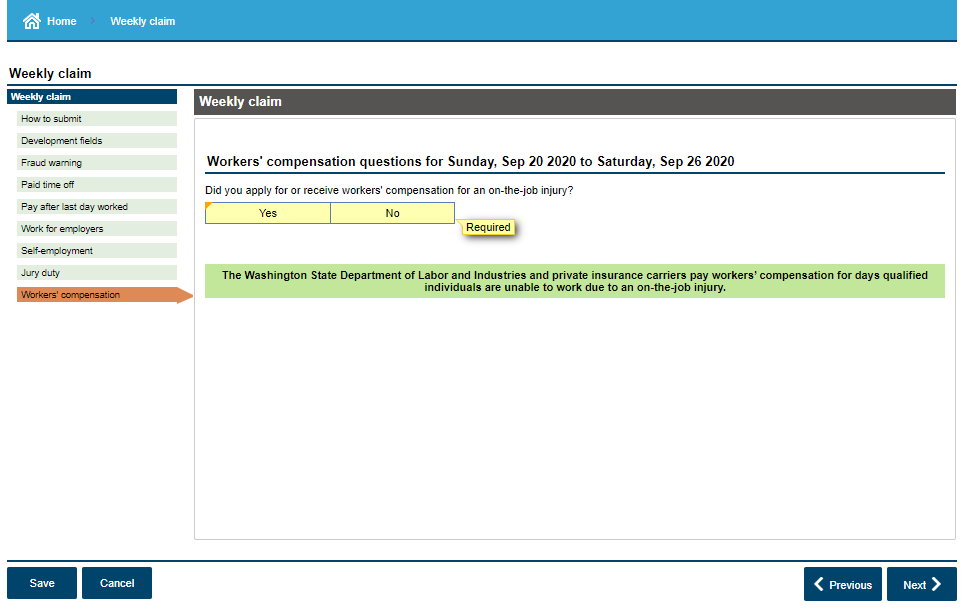 Home
Weekly claim
Weekly claim
Weekly claim
How to submit
Development fields
Fraud warning
Paid time off
Pay after last day worked
Work for employers
Self-employment
Jury duty
Workers' compensation
Weekly claim
Workers' compensation questions for Sunday, Sep 20 2020 to Saturday, Sep 26 2020
Did you apply for or receive workers' compensation for an on-the-job injury?
Yes
No
Required
The Washington State Department of Labor and Industries and private insurance carriers pay workers' compensation for days qualified
individuals are unable to work due to an on-the-job injury.
Save
Cancel
Previous
Next